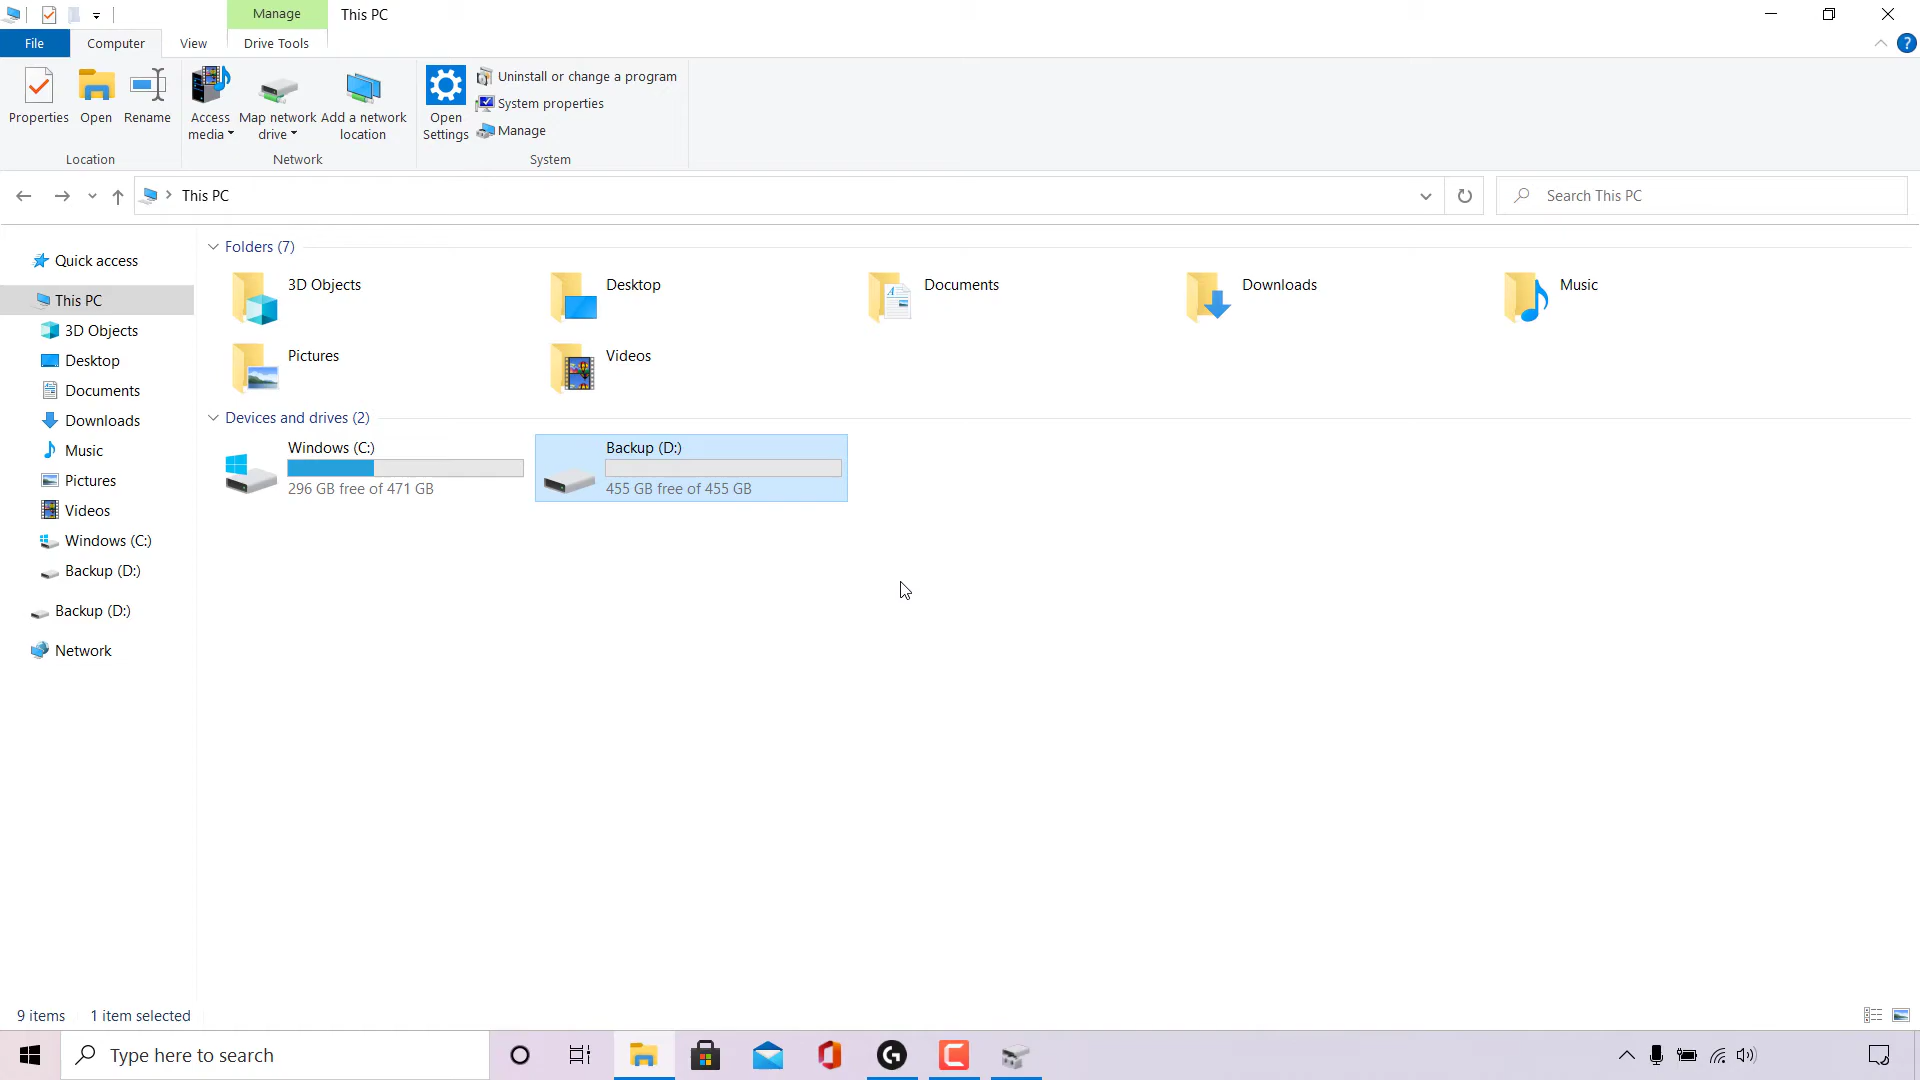 Manage
This PC
File
Computer
View
Drive Tools
Properties
Open
Rename
Access media
Map network drive
Add a network location
Open Settings
Uninstall or change a program
System properties
Manage
Location
Network
System
This PC
Search This PC
Quick access
This PC
3D Objects
Desktop
Documents
Downloads
Music
Pictures
Videos
Windows (C:)
Backup (D:)
Backup (D:)
Network
Folders (7)
3D Objects
Desktop
Documents
Downloads
Music
Pictures
Videos
Devices and drives (2)
Windows (C:)
296 GB free of 471 GB
Backup (D:)
455 GB free of 455 GB
9 items
1 item selected
Type here to search